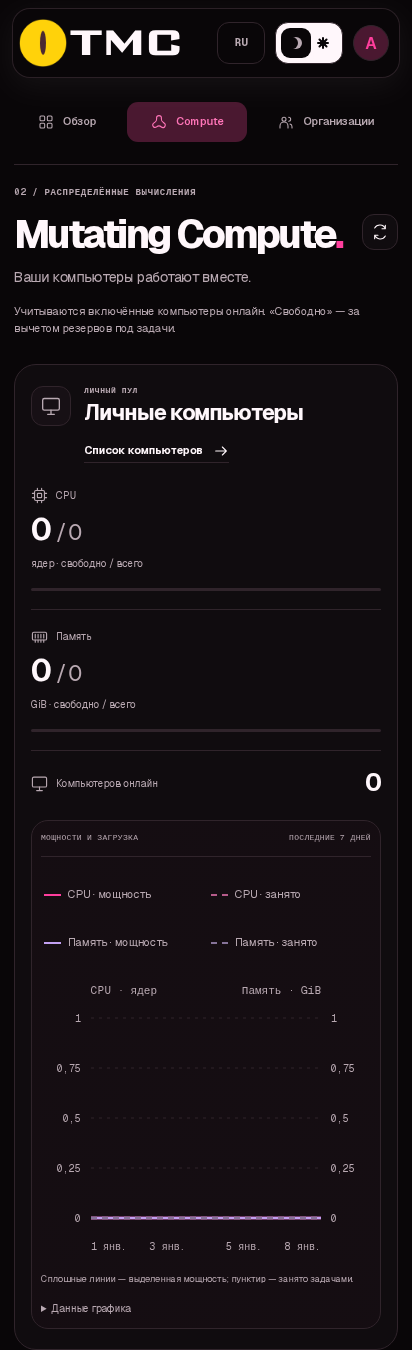 TMC
RU
A
Обзор
Compute
Организации
02 / РАСПРЕДЕЛЁННЫЕ ВЫЧИСЛЕНИЯ
Mutating Compute.
Ваши компьютеры работают вместе.
Учитываются включённые компьютеры онлайн. «Свободно» — за
вычетом резервов под задачи.
ЛИЧНЫЙ ПУЛ
Личные компьютеры
Список компьютеров →
CPU
0 / 0
ядер · свободно / всего
Память
0 / 0
GiB · свободно / всего
Компьютеров онлайн 0
МОЩНОСТИ И ЗАГРУЗКА ПОСЛЕДНИЕ 7 ДНЕЙ
CPU · мощность CPU · занято
Память · мощность Память · занято
CPU · ядер Память · GiB
1 1
0,75 0,75
0,5 0,5
0,25 0,25
0 0
1 янв. 3 янв. 5 янв. 8 янв.
Сплошные линии — выделенная мощность; пунктир — занято задачами.
▶ Данные графика